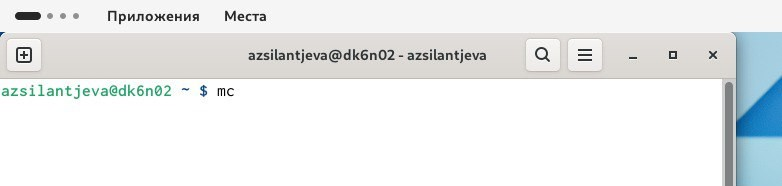 Приложения Места
azsilantjeva@dk6n02 - azsilantjeva
azsilantjeva@dk6n02 ~ $ mc